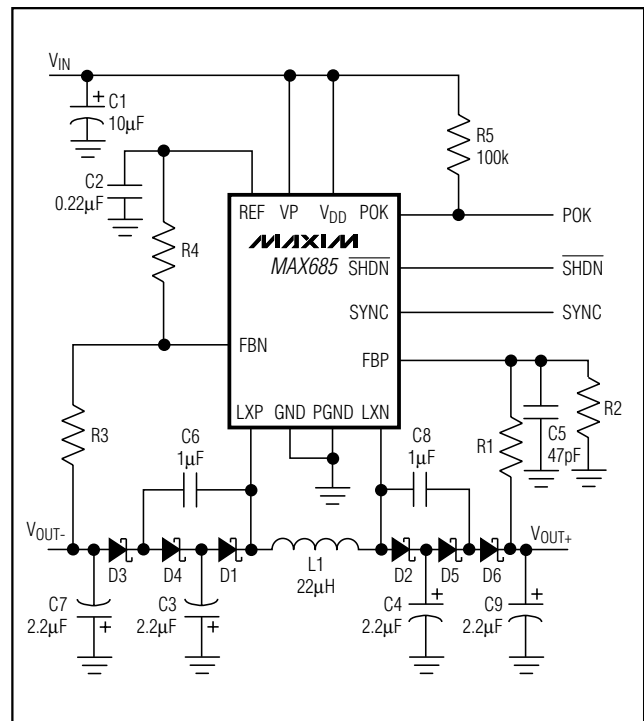 VIN
C1
10µF
R5
100k
C2
0.22µF
REF VP VDD POK
POK
R4
MAXIM
MAX685
SHDN
SHDN
SYNC
SYNC
FBN
FBP
LXP GND PGND LXN
R3
C6
1µF
C8
1µF
R1
C5
47pF
R2
VOUT-
D3 D4 D1
L1
22µH
D2 D5 D6
VOUT+
C7
2.2µF
C3
2.2µF
C4
2.2µF
C9
2.2µF